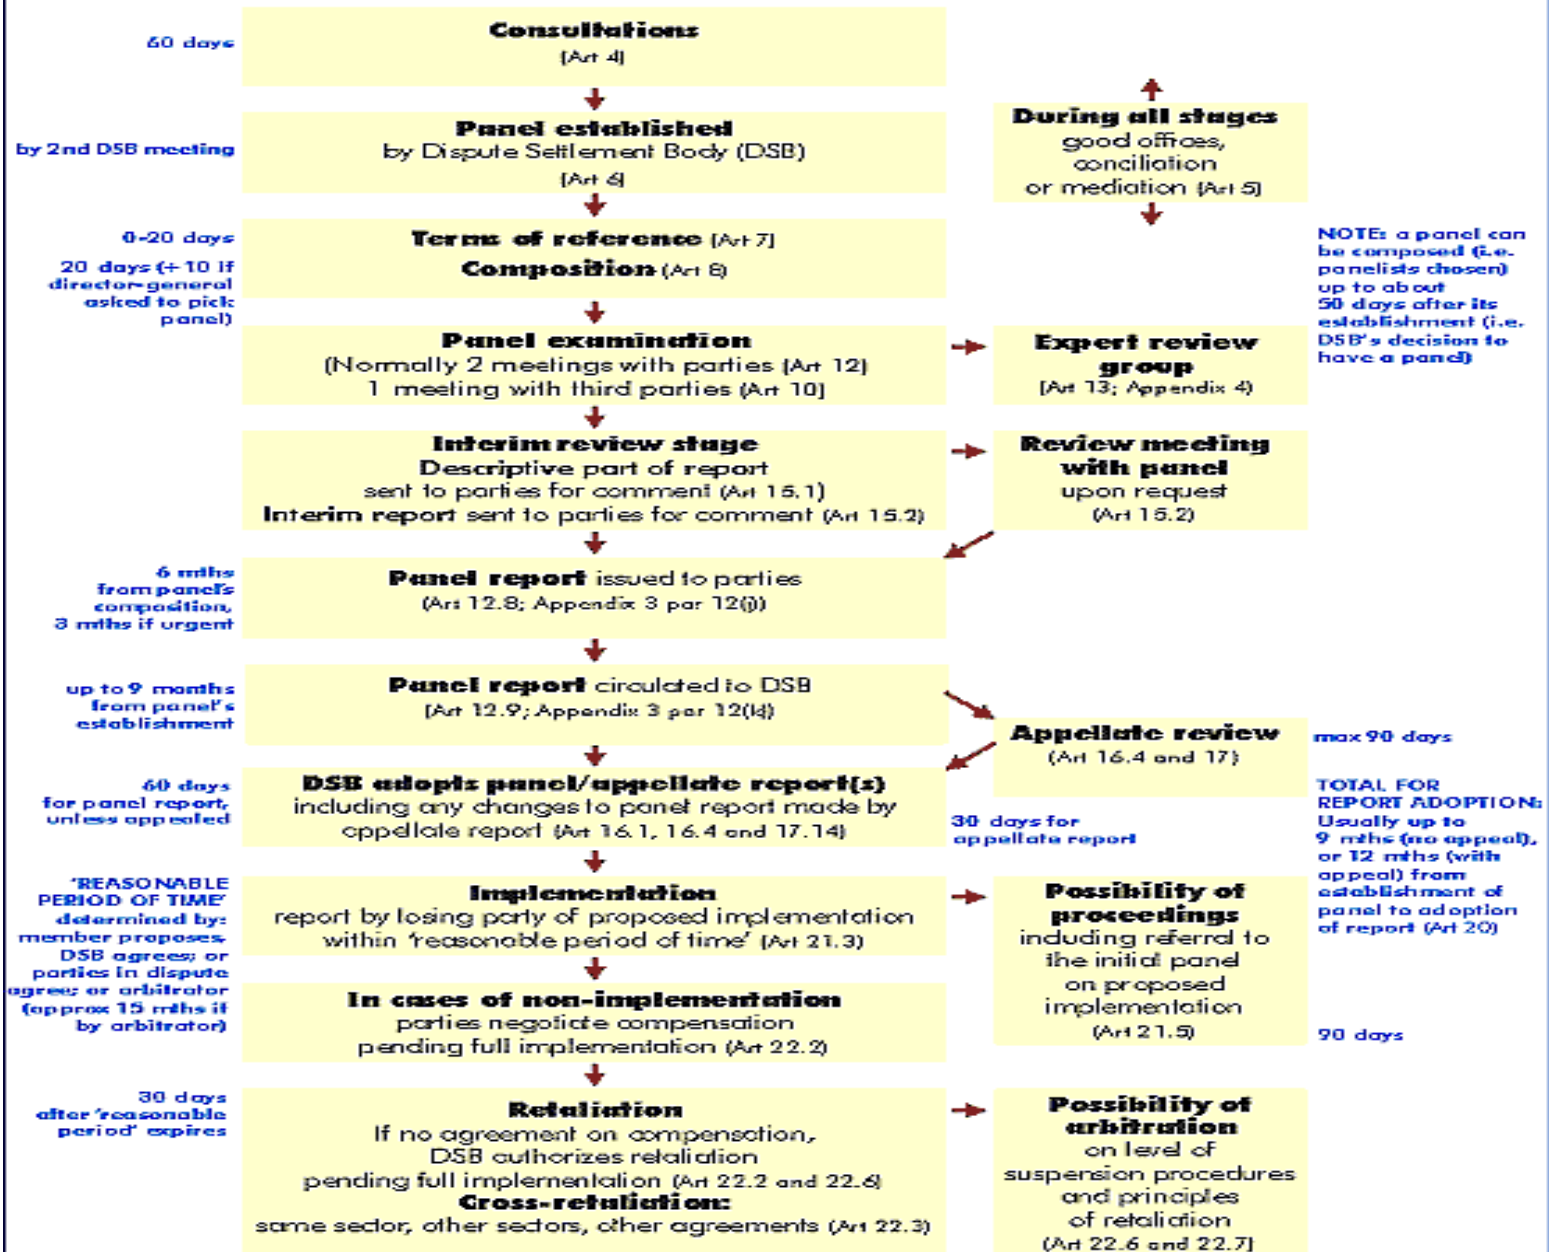 60 days
Consultations
(Art 4)
by 2nd DSB meeting
Panel established
by Dispute Settlement Body (DSB)
(Art 6)
During all stages
good offices,
conciliation
or mediation (Art 5)
0-20 days
20 days (+ 10 if
director-general
asked to pick
panel)
Terms of reference (Art 7)
Composition (Art 8)
NOTE: a panel can
be composed (i.e.
panelists chosen)
up to about
50 days after its
establishment (i.e.
DSB's decision to
have a panel)
Panel examination
(Normally 2 meetings with parties (Art 12)
1 meeting with third parties (Art 10)
Expert review
group
(Art 13; Appendix 4)
Interim review stage
Descriptive part of report
sent to parties for comment (Art 15.1)
Interim report sent to parties for comment (Art 15.2)
Review meeting
with panel
upon request
(Art 15.2)
6 mths
from panel's
composition,
3 mths if urgent
Panel report issued to parties
(Art 12.8; Appendix 3 par 12(j))
up to 9 months
from panel's
establishment
Panel report circulated to DSB
(Art 12.9; Appendix 3 par 12(k))
Appellate review
(Art 16.4 and 17)
max 90 days
60 days
for panel report,
unless appealed
DSB adopts panel/appellate report(s)
including any changes to panel report made by
appellate report (Art 16.1, 16.4 and 17.14)
30 days for
appellate report
TOTAL FOR
REPORT ADOPTION:
Usually up to
9 mths (no appeal),
or 12 mths (with
appeal) from
establishment of
panel to adoption
of report (Art 20)
'REASONABLE
PERIOD OF TIME'
determined by:
member proposes,
DSB agrees; or
parties in dispute
agree; or arbitrator
(approx 15 mths if
by arbitrator)
Implementation
report by losing party of proposed implementation
within 'reasonable period of time' (Art 21.3)
Possibility of
proceedings
including referral to
the initial panel
on proposed
implementation
(Art 21.5)
90 days
In cases of non-implementation
parties negotiate compensation
pending full implementation (Art 22.2)
30 days
after 'reasonable
period' expires
Retaliation
If no agreement on compensation,
DSB authorizes retaliation
pending full implementation (Art 22.2 and 22.6)
Cross-retaliation:
same sector, other sectors, other agreements (Art 22.3)
Possibility of
arbitration
on level of
suspension procedures
and principles
of retaliation
(Art 22.6 and 22.7)